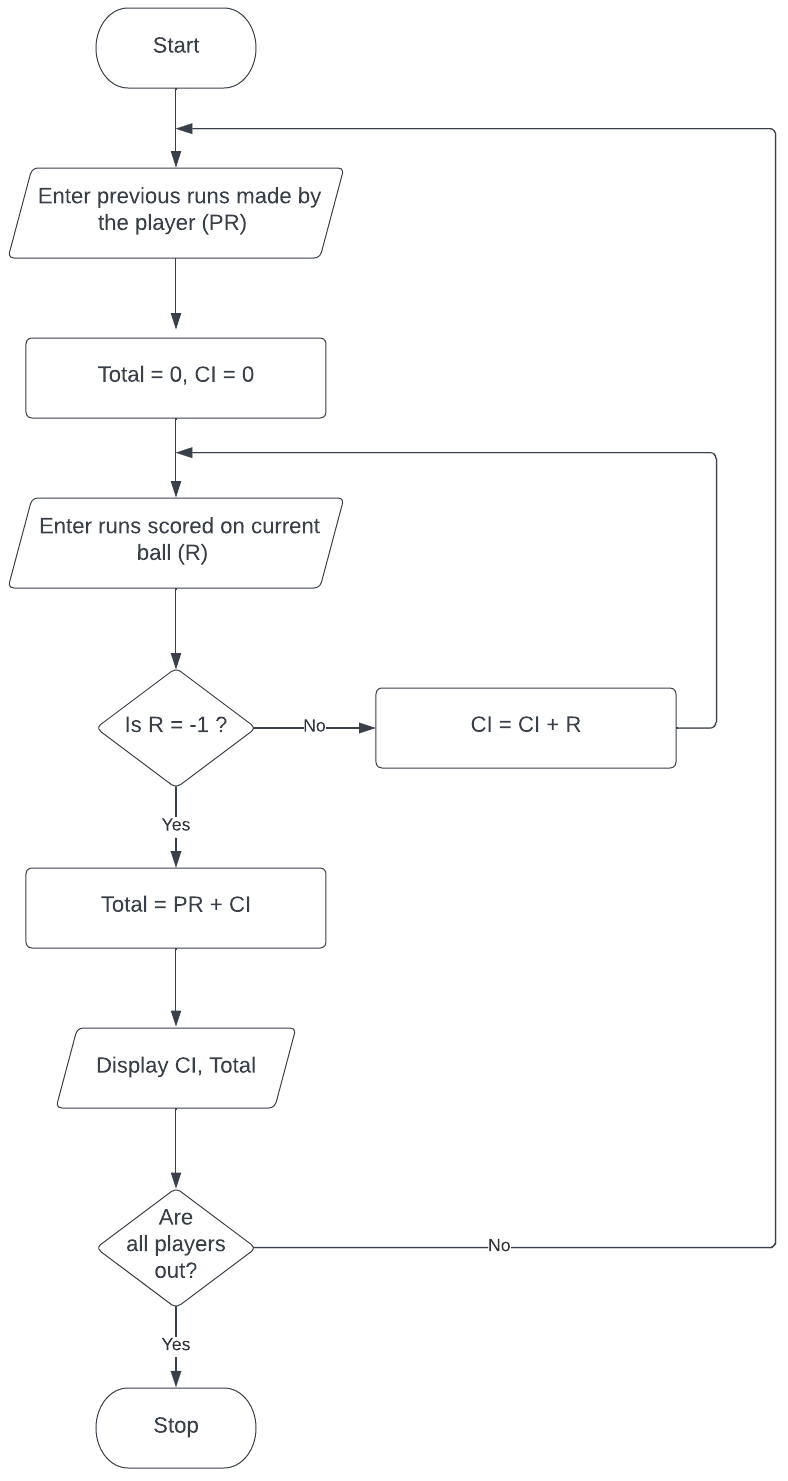 Start
Enter previous runs made by
the player (PR)
Total = 0, CI = 0
Enter runs scored on current
ball (R)
Is R = -1 ?
No
CI = CI + R
Yes
Total = PR + CI
Display CI, Total
Are
all players
out?
No
Yes
Stop